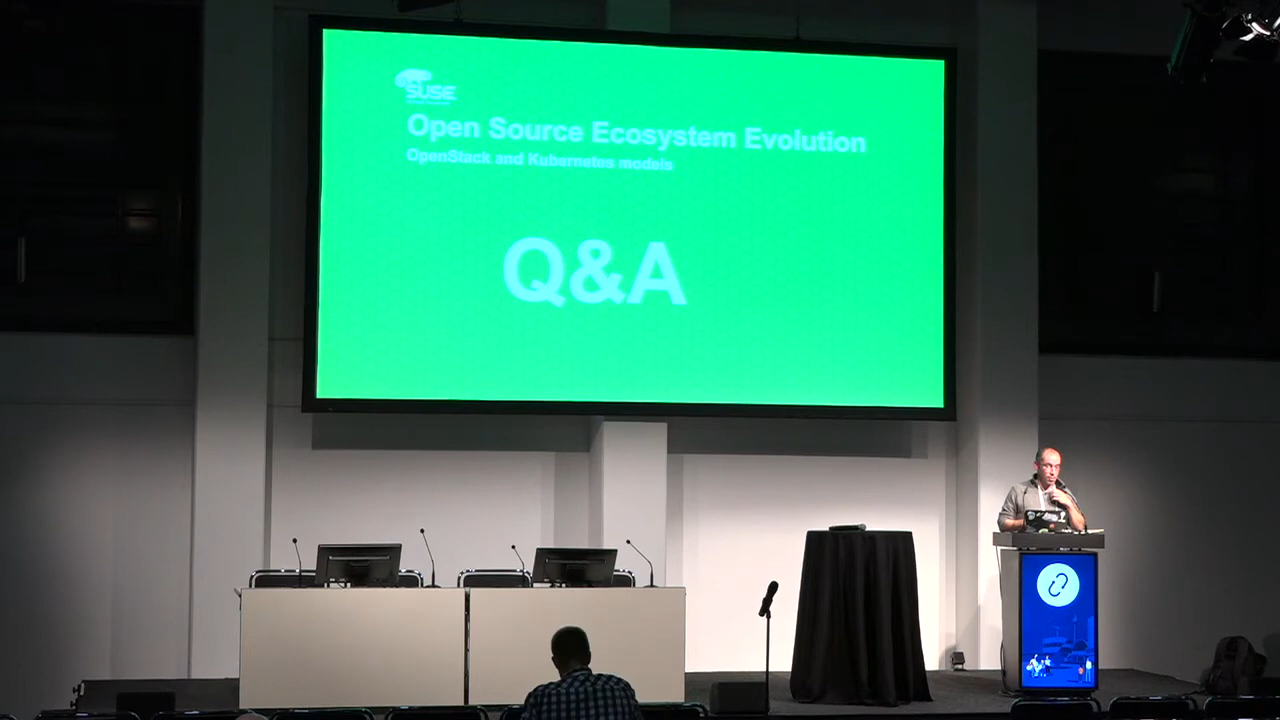 SUSE
Open Source Ecosystem Evolution
OpenStack and Kubernetes models
Q&A